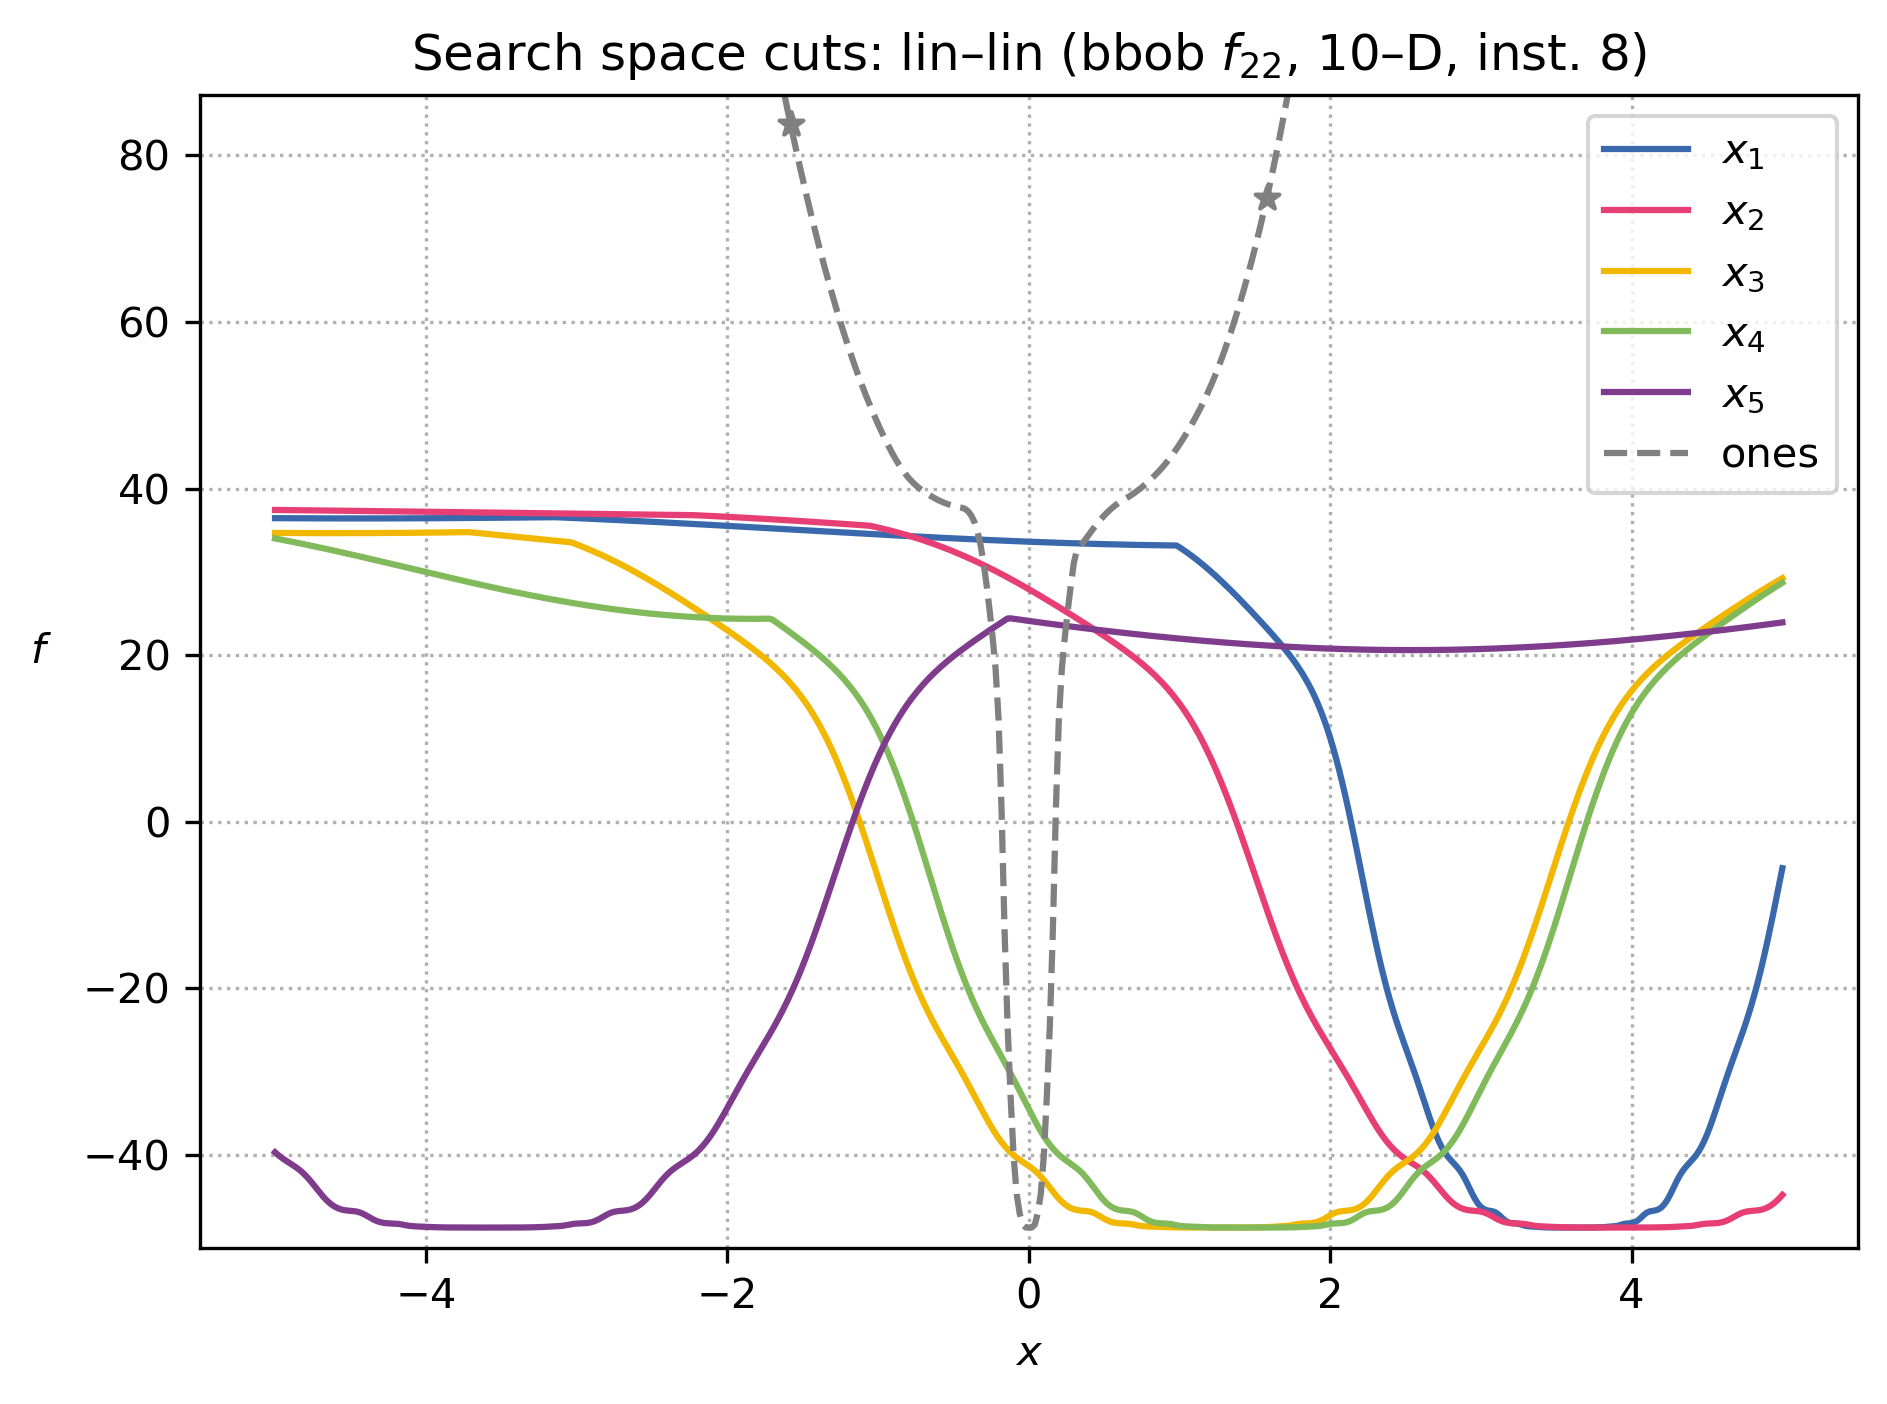 Search space cuts: lin–lin (bbob f₂₂, 10–D, inst. 8)
80
60
40
20
0
−20
−40
f
−4
−2
0
2
4
x
x₁
x₂
x₃
x₄
x₅
ones